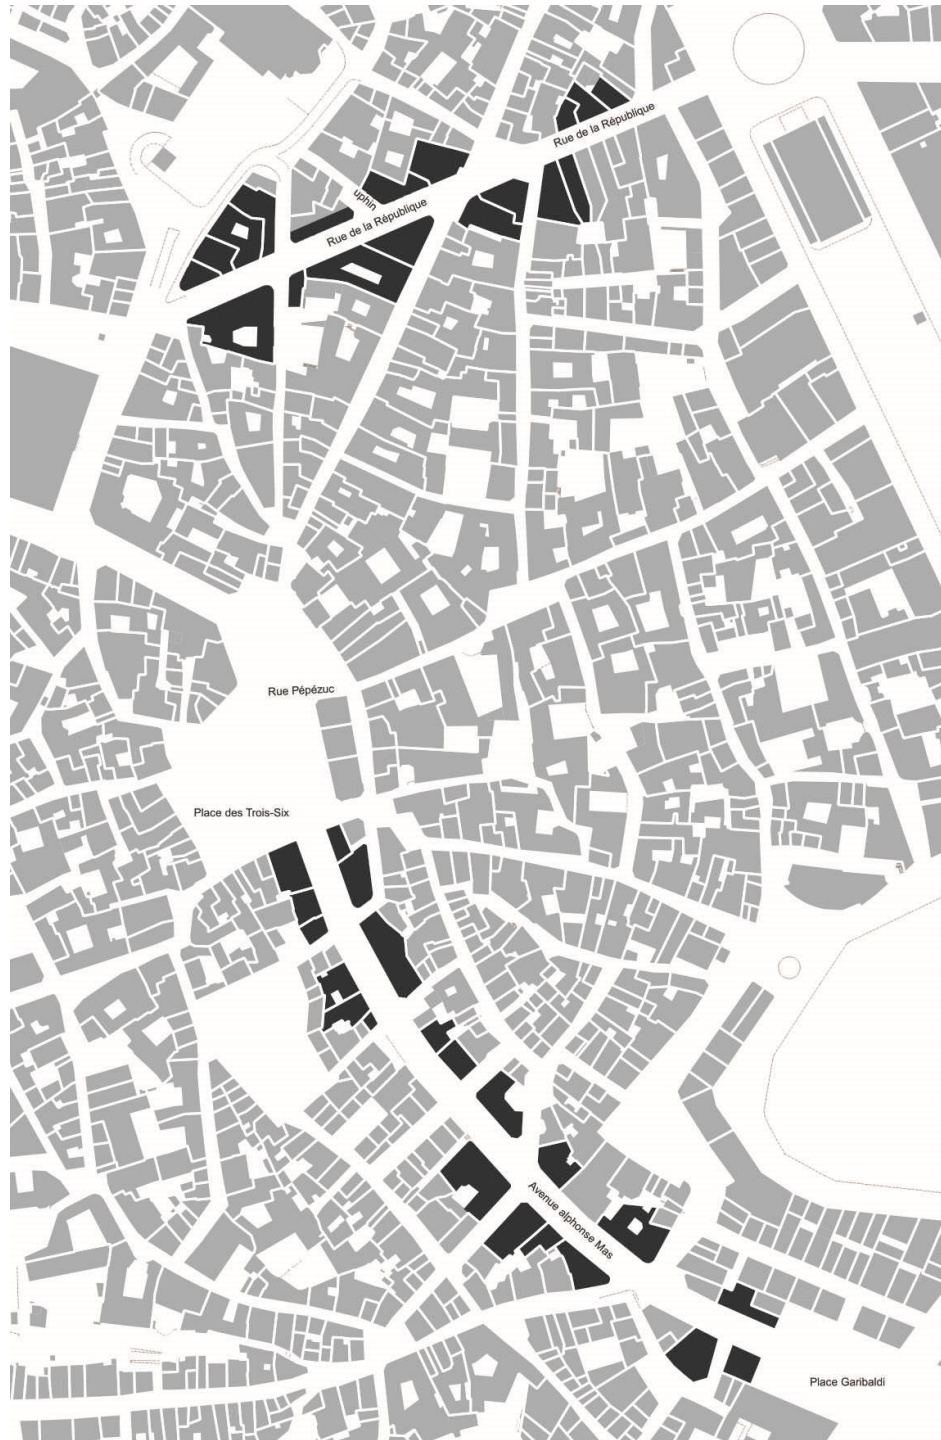 Rue de la République
uphin
Rue de la République
Rue Pépézuc
Place des Trois-Six
Avenue alphonse Mas
Place Garibaldi